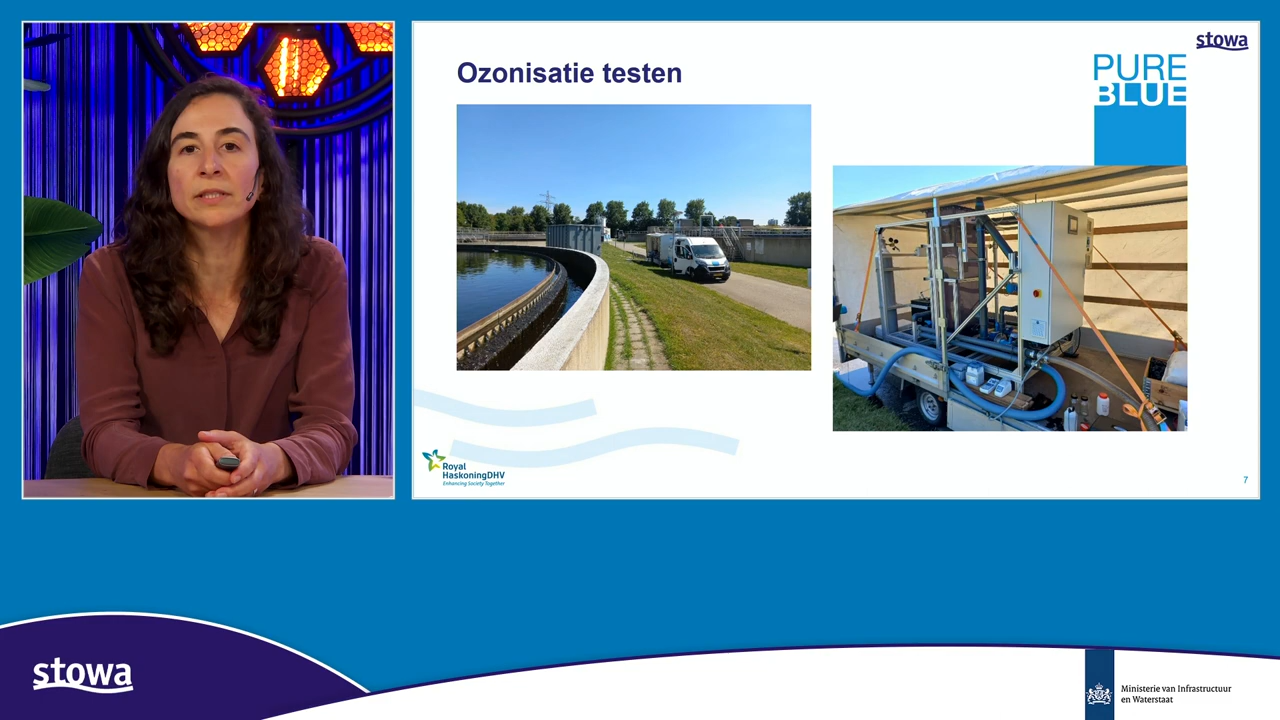 stowa
Ozonisatie testen
PURE
BLUE
Royal
HaskoningDHV
Enhancing Society Together
7
stowa
Ministerie van Infrastructuur
en Waterstaat